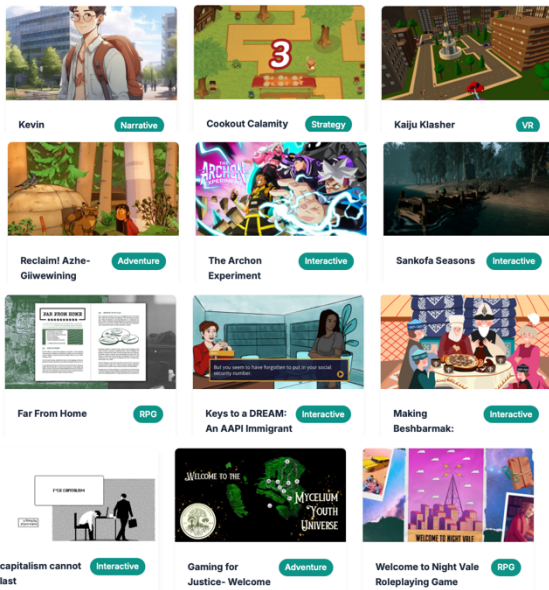 3
Kevin
Narrative
Cookout Calamity
Strategy
Kaiju Klasher
VR
THE
ARCHON
EXPERIMENT
Reclaim! Azhe-
Giiwewining
Adventure
The Archon
Experiment
Interactive
Sankofa Seasons
Interactive
FAR FROM HOME
But you seem to have forgotten to put in your social
security number.
Far From Home
RPG
Keys to a DREAM:
An AAPI Immigrant
Interactive
Making
Beshbarmak:
Interactive
F*CK CAPITALISM
WELCOME TO THE
MYCELIUM
YOUTH
UNIVERSE
WELCOME TO NIGHT VALE
capitalism cannot
last
Interactive
Gaming for
Justice- Welcome
Adventure
Welcome to Night Vale
Roleplaying Game
RPG